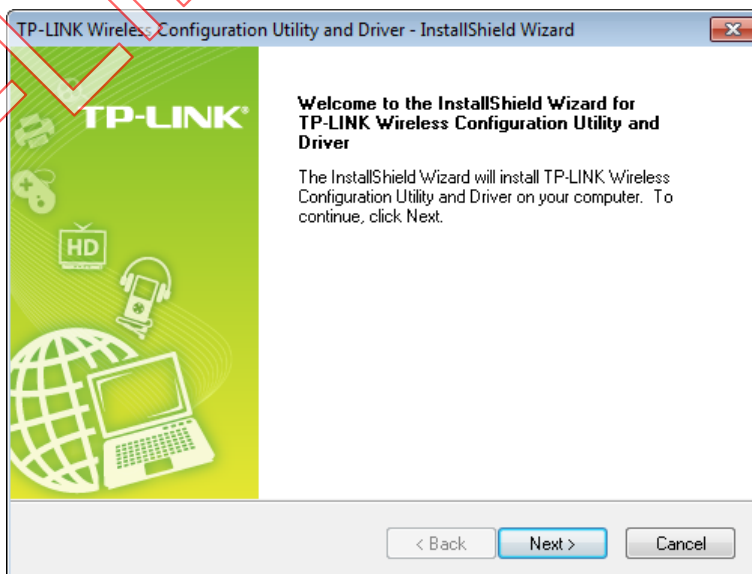 TP-LINK Wireless Configuration Utility and Driver - InstallShield Wizard
TP-LINK®
Welcome to the InstallShield Wizard for
TP-LINK Wireless Configuration Utility and
Driver
The InstallShield Wizard will install TP-LINK Wireless
Configuration Utility and Driver on your computer. To
continue, click Next.
HD
< Back Next > Cancel